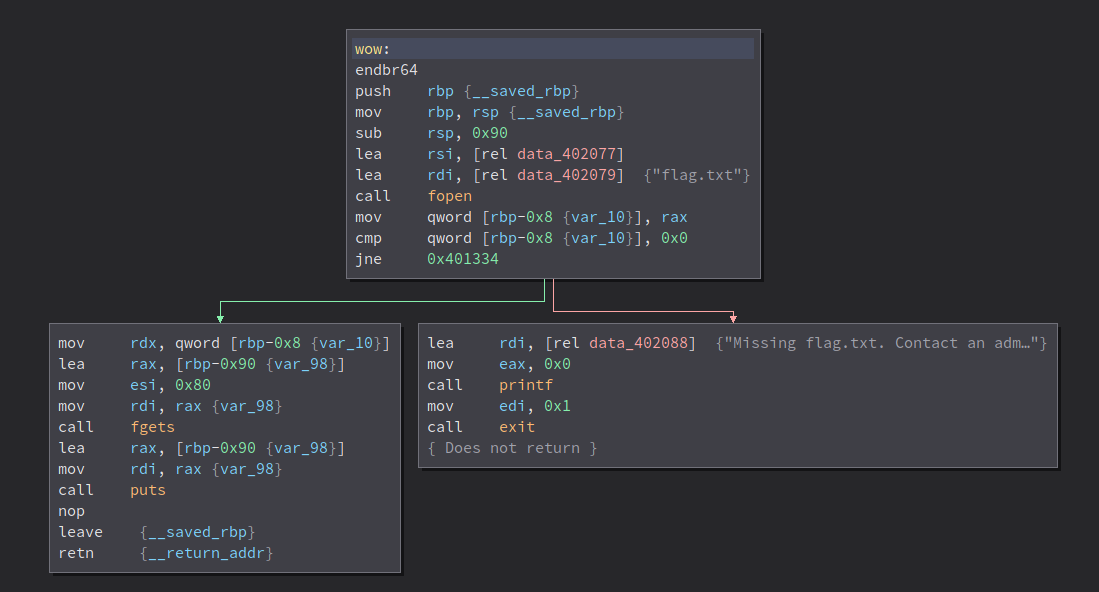 wow:
endbr64
push rbp {__saved_rbp}
mov rbp, rsp {__saved_rbp}
sub rsp, 0x90
lea rsi, [rel data_402077]
lea rdi, [rel data_402079] {"flag.txt"}
call fopen
mov qword [rbp-0x8 {var_10}], rax
cmp qword [rbp-0x8 {var_10}], 0x0
jne 0x401334
mov rdx, qword [rbp-0x8 {var_10}]
lea rax, [rbp-0x90 {var_98}]
mov esi, 0x80
mov rdi, rax {var_98}
call fgets
lea rax, [rbp-0x90 {var_98}]
mov rdi, rax {var_98}
call puts
nop
leave {__saved_rbp}
retn {__return_addr}
lea rdi, [rel data_402088] {"Missing flag.txt. Contact an adm…"}
mov eax, 0x0
call printf
mov edi, 0x1
call exit
{ Does not return }